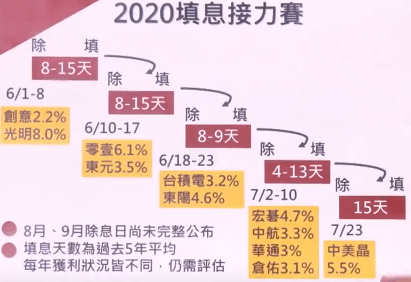 2020填息接力賽
除 填
8-15天
6/1-8
創意2.2%
光明8.0%
除 填
8-15天
6/10-17
零壹6.1%
東元3.5%
除 填
8-9天
6/18-23
台積電3.2%
東陽4.6%
除 填
4-13天
7/2-10
宏碁4.7%
中航3.3%
華通3%
倉佑3.1%
除 填
15天
7/23
中美晶
5.5%
8月、9月除息日尚未完整公布
填息天數為過去5年平均
每年獲利狀況皆不同，仍需評估